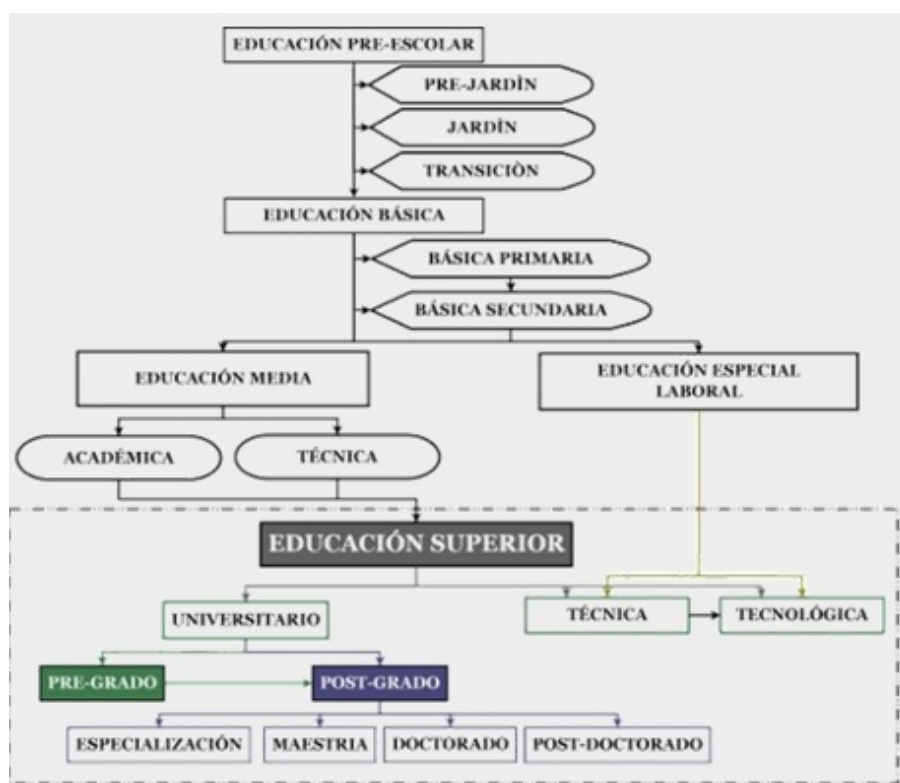 EDUCACIÓN PRE-ESCOLAR
PRE-JARDÌN
JARDÌN
TRANSICIÒN
EDUCACIÓN BÁSICA
BÁSICA PRIMARIA
BÁSICA SECUNDARIA
EDUCACIÓN MEDIA
EDUCACIÓN ESPECIAL
LABORAL
ACADÉMICA
TÉCNICA
EDUCACIÓN SUPERIOR
UNIVERSITARIO
TÉCNICA
TECNOLÓGICA
PRE-GRADO
POST-GRADO
ESPECIALIZACIÓN
MAESTRIA
DOCTORADO
POST-DOCTORADO